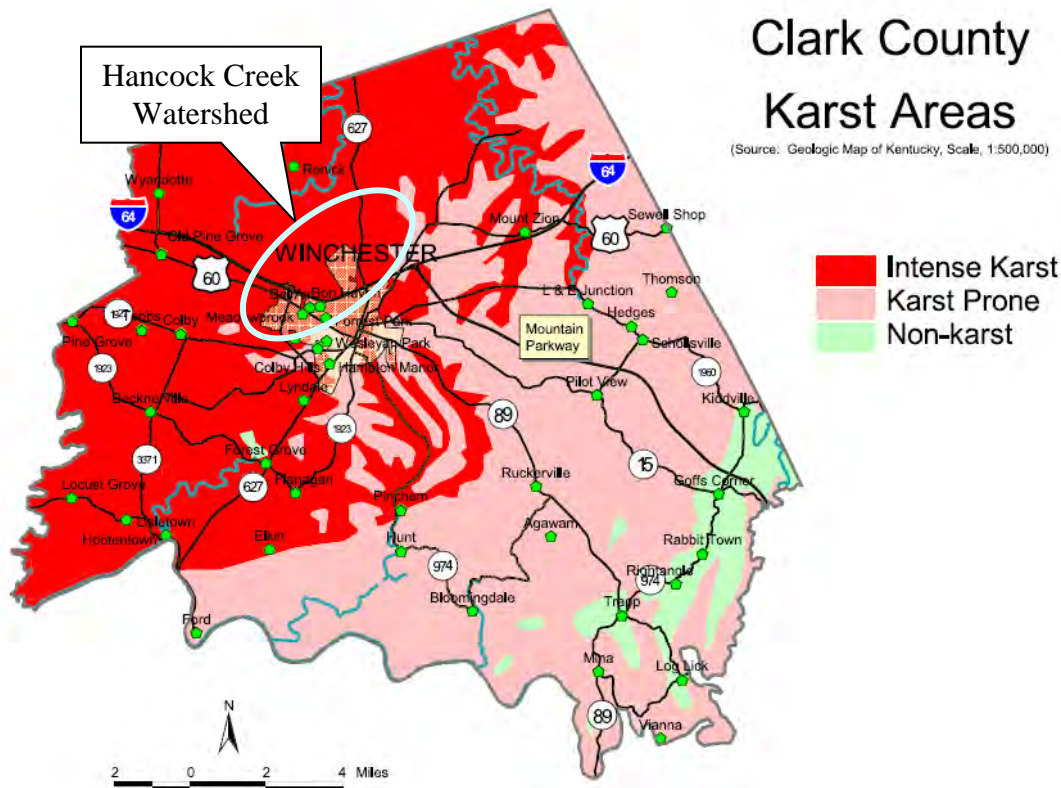 Clark County
Karst Areas
(Source: Geologic Map of Kentucky, Scale, 1:500,000)
Hancock Creek
Watershed
627
Renick
Wyandotte
64
64
Mount Zion
Sewell Shop
60
Old Pine Grove
WINCHESTER
60
Thomson
L & E Junction
Bon Haven
Meadowbrook
Forrest Park
Hedges
Colby
Pine Grove
Mountain
Parkway
Wesleyan Park
Schollsville
1923
Colby Hills
Hampton Manor
Pilot View
1960
Lyndale
Becknerville
89
Kiddville
1923
3371
Forest Grove
15
627
Flanagan
Ruckerville
Goffs Corner
Locust Grove
Pinchem
Agawam
Lisletown
Hootentown
Elkin
Hunt
Rabbit Town
974
Rightangle
974
Bloomingdale
Trapp
Ford
Mina
Log Lick
89
Vianna
Intense Karst
Karst Prone
Non-karst
N
2 0 2 4 Miles